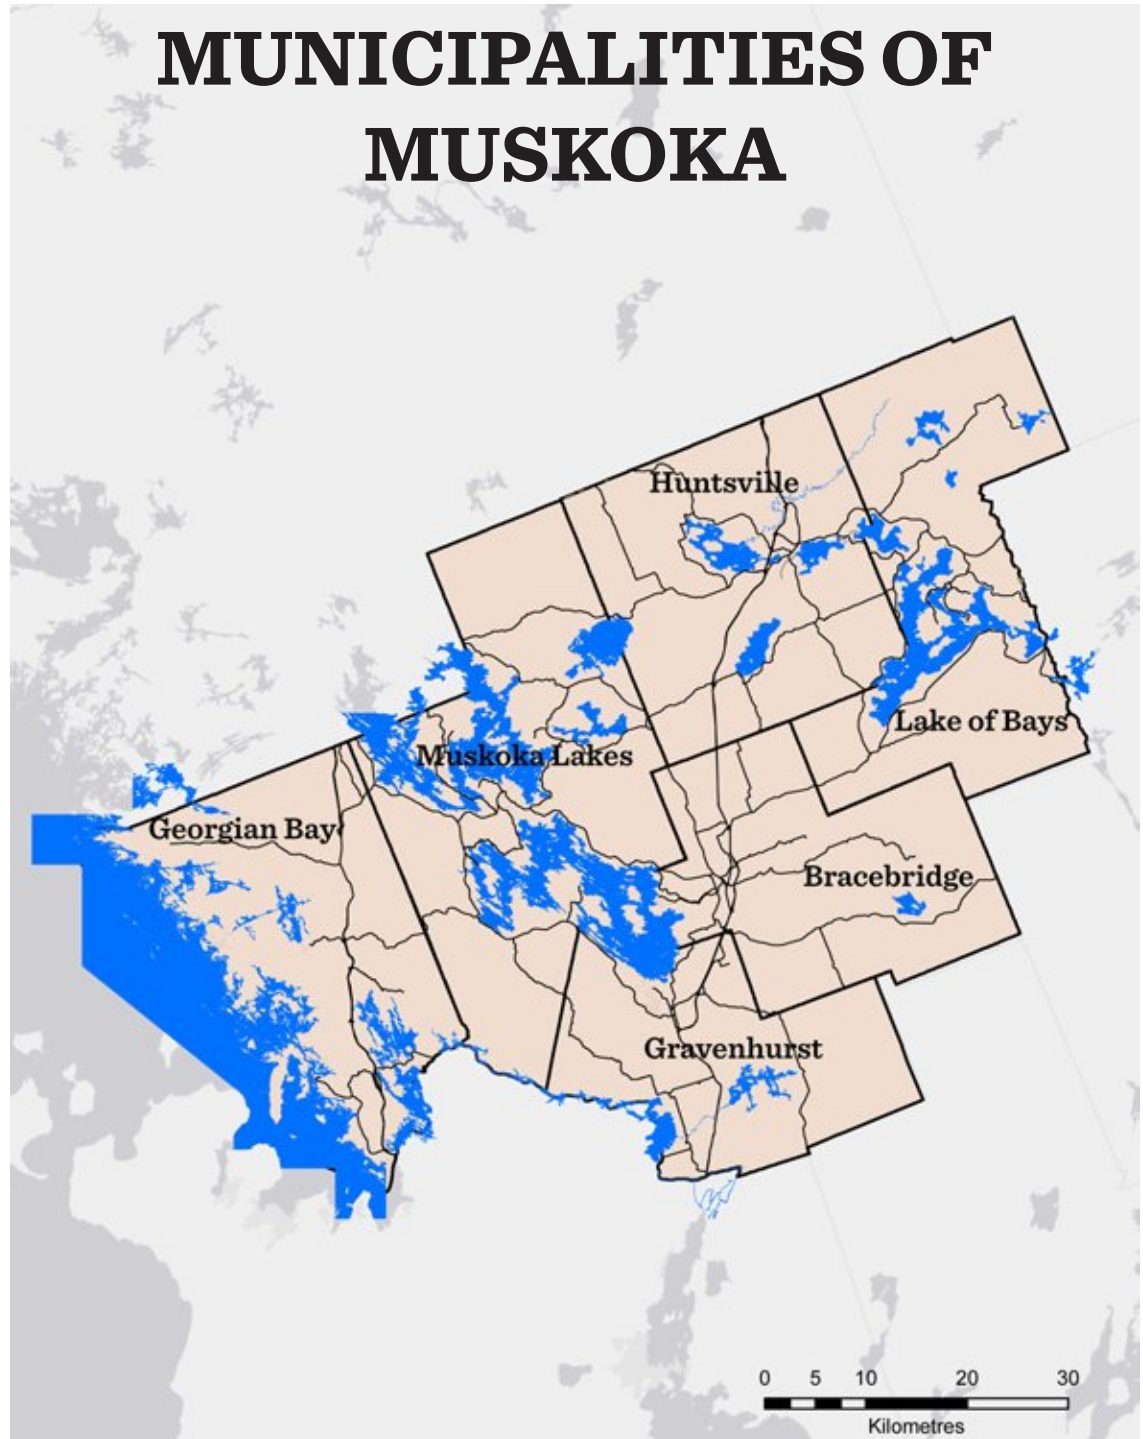 MUNICIPALITIES OF
MUSKOKA
Huntsville
Lake of Bays
Muskoka Lakes
Georgian Bay
Bracebridge
Gravenhurst
0 5 10 20 30
Kilometres